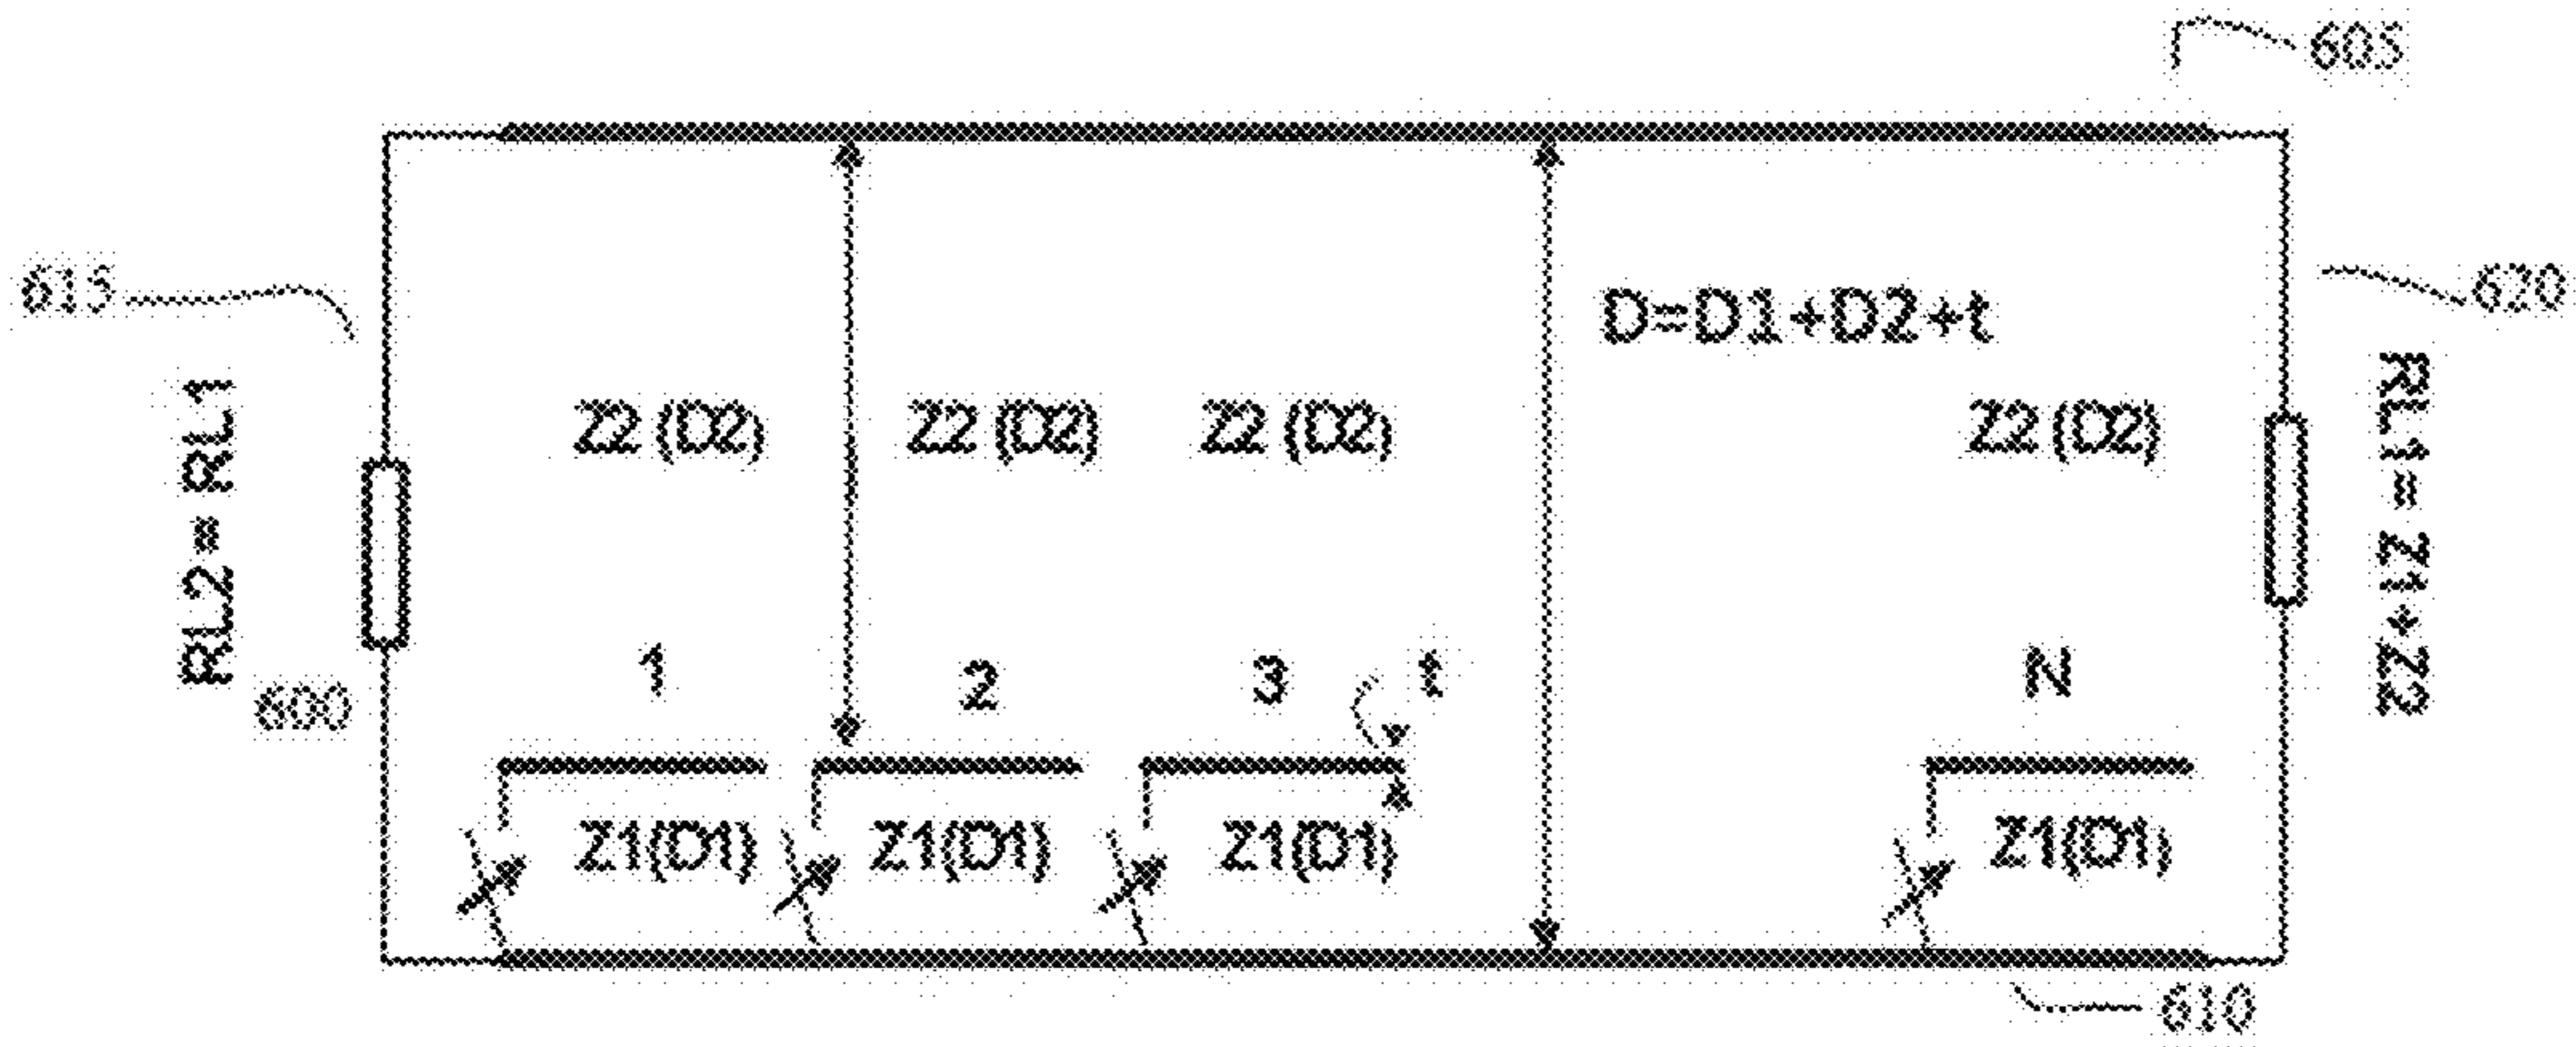 605
615
620
D=D1+D2+t
Z2 (D2) Z2 (D2) Z2 (D2) Z2 (D2)
RL2 = RL1
RL1 = Z1+Z2
600
1 2 3 t N
Z1(D1) Z1(D1) Z1(D1) Z1(D1)
610